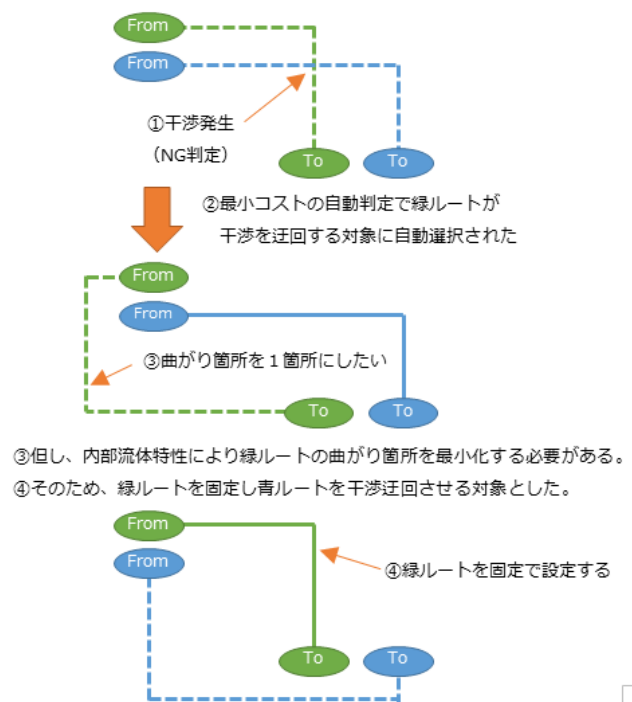 From
From
①干渉発生
（NG判定）
To
To
②最小コストの自動判定で緑ルートが
干渉を迂回する対象に自動選択された
From
From
③曲がり箇所を１箇所にしたい
To
To
③但し、内部流体特性により緑ルートの曲がり箇所を最小化する必要がある。
④そのため、緑ルートを固定し青ルートを干渉迂回させる対象とした。
From
From
④緑ルートを固定で設定する
To
To